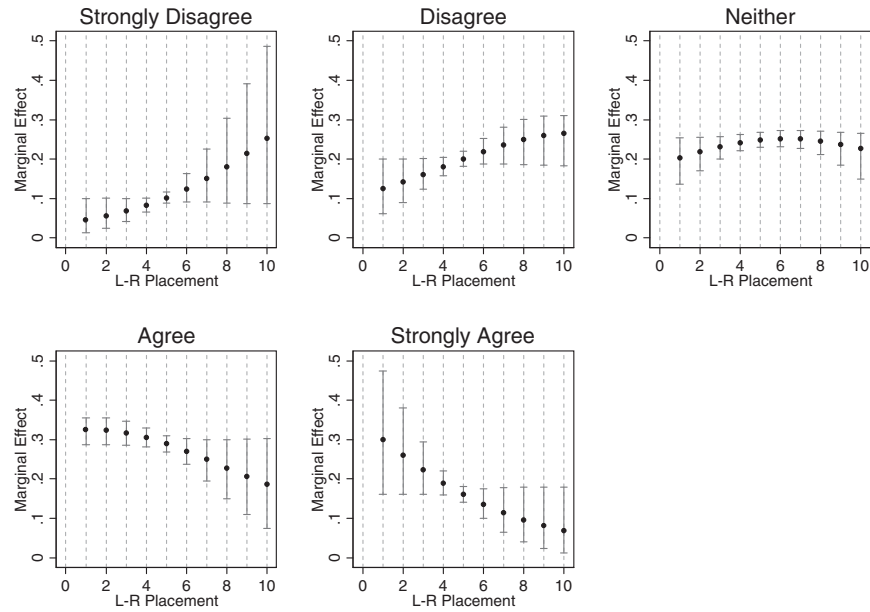 Strongly Disagree
Marginal Effect
0 .1 .2 .3 .4 .5
0 2 4 6 8 10
L-R Placement
Disagree
Marginal Effect
0 .1 .2 .3 .4 .5
0 2 4 6 8 10
L-R Placement
Neither
Marginal Effect
0 .1 .2 .3 .4 .5
0 2 4 6 8 10
L-R Placement
Agree
Marginal Effect
0 .1 .2 .3 .4 .5
0 2 4 6 8 10
L-R Placement
Strongly Agree
Marginal Effect
0 .1 .2 .3 .4 .5
0 2 4 6 8 10
L-R Placement